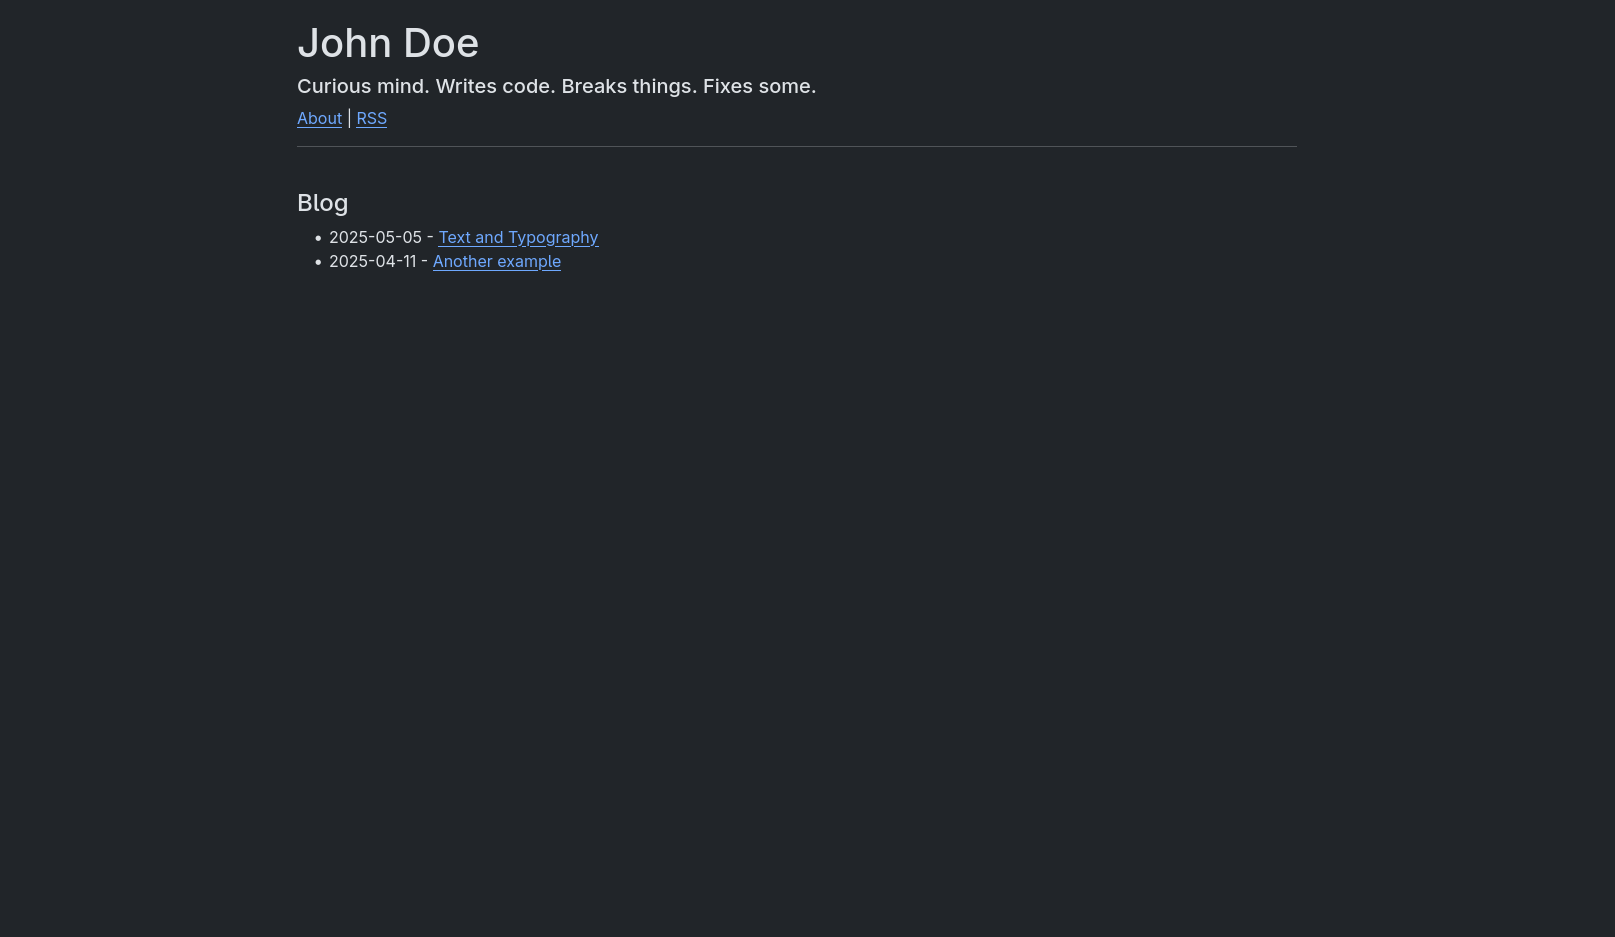 John Doe
Curious mind. Writes code. Breaks things. Fixes some.
About | RSS
Blog
• 2025-05-05 - Text and Typography
• 2025-04-11 - Another example